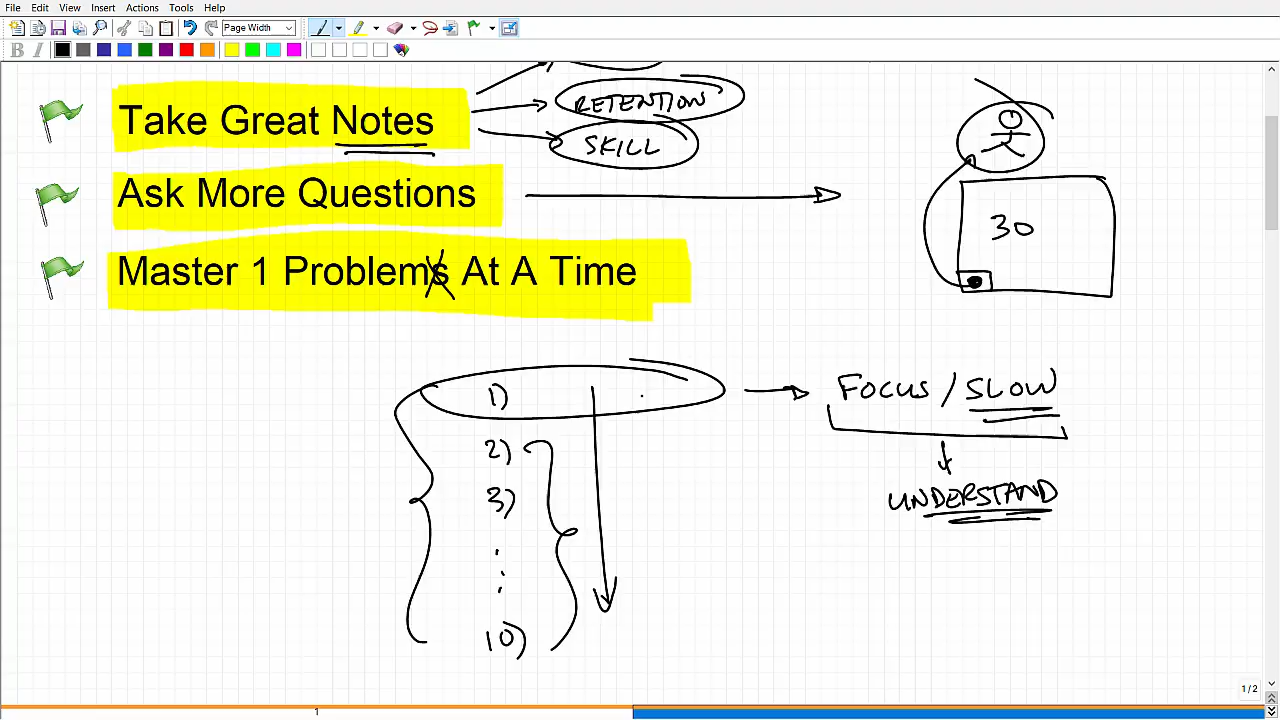 File Edit View Insert Actions Tools Help
Page Width
B I
Take Great Notes
RETENTION
SKILL
Ask More Questions
30
Master 1 Problems At A Time
1)
FOCUS / SLOW
2)
3)
UNDERSTAND
10)
1/2
1